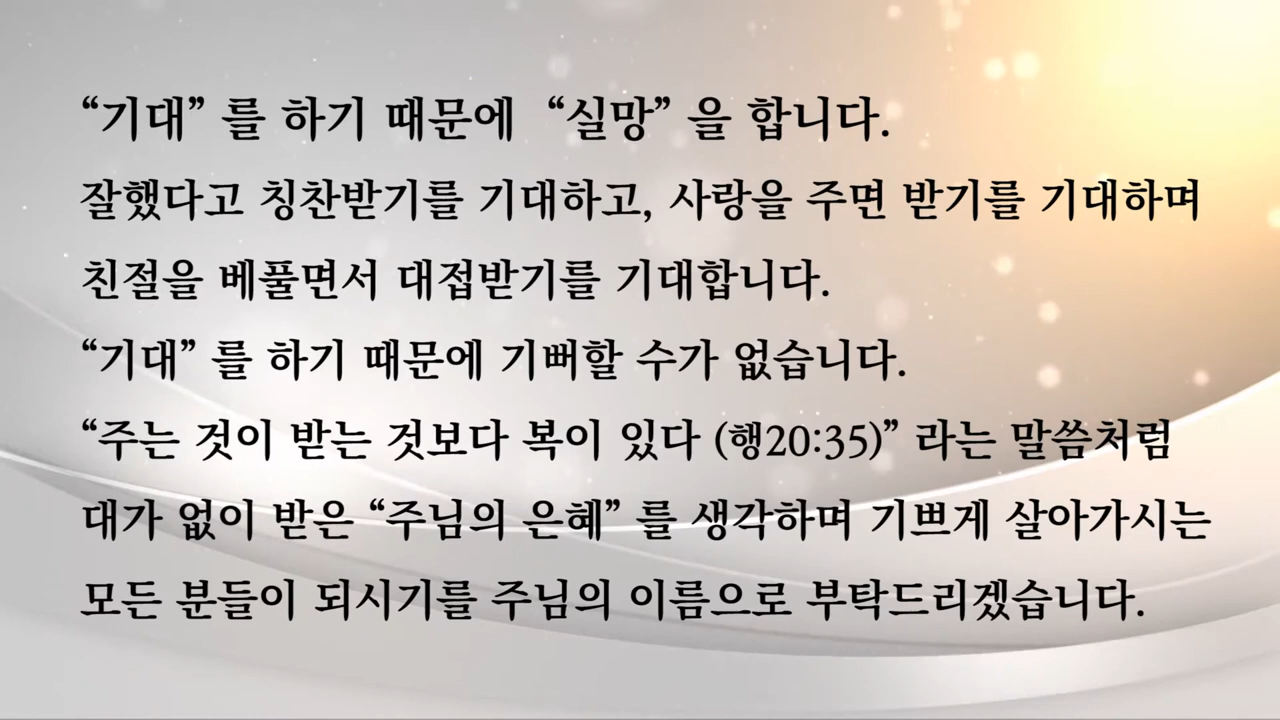 “기대” 를 하기 때문에 “실망” 을 합니다.
잘했다고 칭찬받기를 기대하고, 사랑을 주면 받기를 기대하며
친절을 베풀면서 대접받기를 기대합니다.
“기대” 를 하기 때문에 기뻐할 수가 없습니다.
“주는 것이 받는 것보다 복이 있다 (행20:35)” 라는 말씀처럼
대가 없이 받은 “주님의 은혜” 를 생각하며 기쁘게 살아가시는
모든 분들이 되시기를 주님의 이름으로 부탁드리겠습니다.